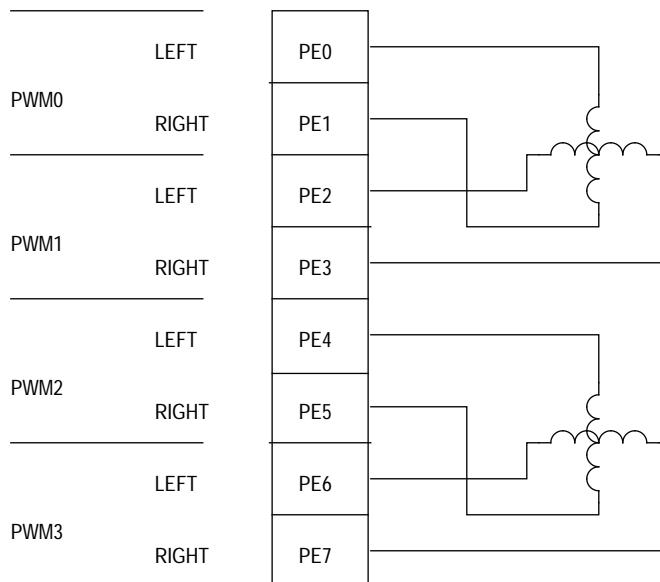 LEFT PE0
PWM0
RIGHT PE1
LEFT PE2
PWM1
RIGHT PE3
LEFT PE4
PWM2
RIGHT PE5
LEFT PE6
PWM3
RIGHT PE7